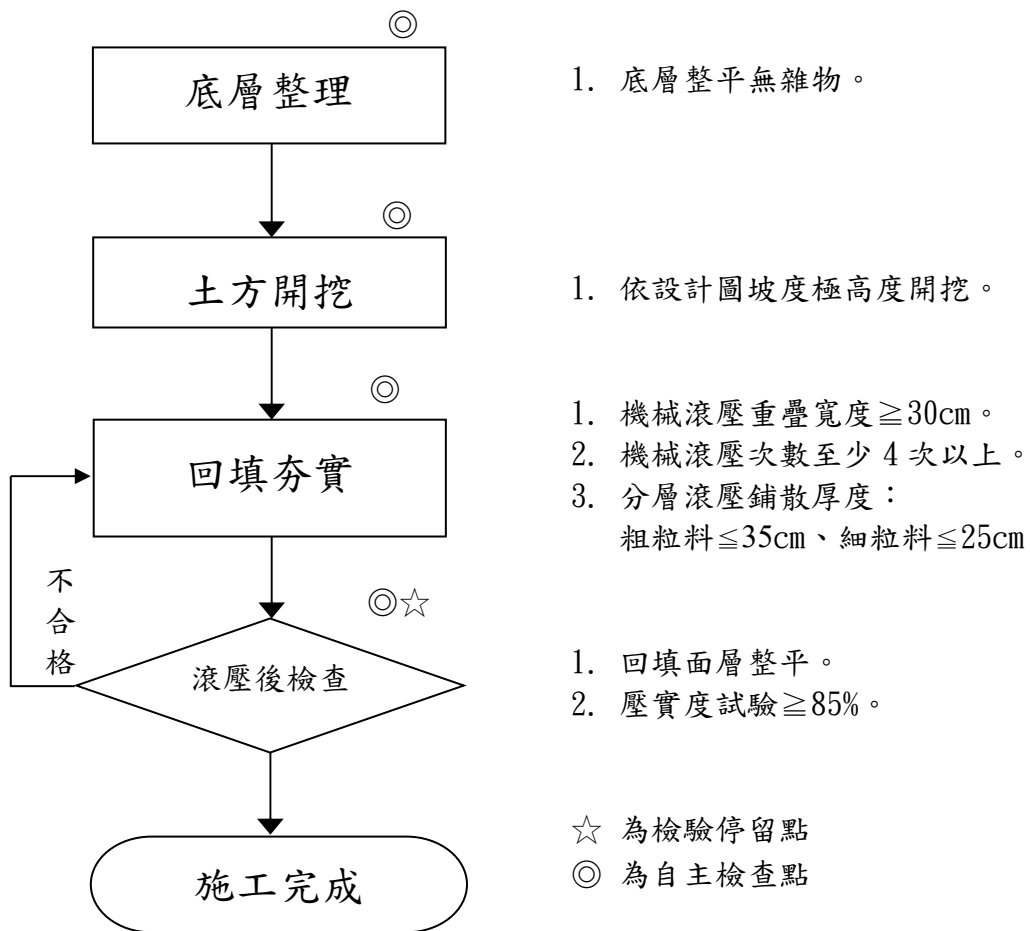 ◎
底層整理
1. 底層整平無雜物。
◎
土方開挖
1. 依設計圖坡度極高度開挖。
◎
回填夯實
1. 機械滾壓重疊寬度≧30cm。
2. 機械滾壓次數至少 4 次以上。
3. 分層滾壓鋪散厚度：
粗粒料≦35cm、細粒料≦25cm
不合格
◎☆
滾壓後檢查
1. 回填面層整平。
2. 壓實度試驗≧85%。
施工完成
☆ 為檢驗停留點
◎ 為自主檢查點